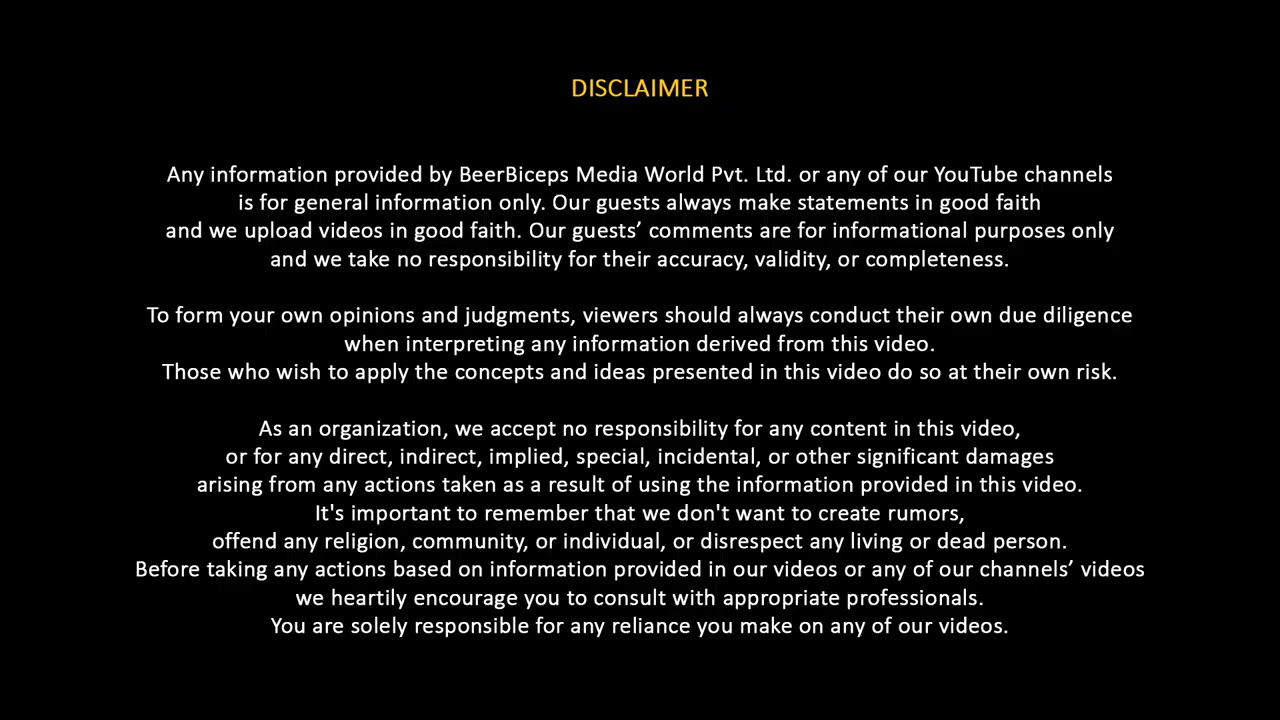 DISCLAIMER
Any information provided by BeerBiceps Media World Pvt. Ltd. or any of our YouTube channels
is for general information only. Our guests always make statements in good faith
and we upload videos in good faith. Our guests’ comments are for informational purposes only
and we take no responsibility for their accuracy, validity, or completeness.
To form your own opinions and judgments, viewers should always conduct their own due diligence
when interpreting any information derived from this video.
Those who wish to apply the concepts and ideas presented in this video do so at their own risk.
As an organization, we accept no responsibility for any content in this video,
or for any direct, indirect, implied, special, incidental, or other significant damages
arising from any actions taken as a result of using the information provided in this video.
It's important to remember that we don't want to create rumors,
offend any religion, community, or individual, or disrespect any living or dead person.
Before taking any actions based on information provided in our videos or any of our channels’ videos
we heartily encourage you to consult with appropriate professionals.
You are solely responsible for any reliance you make on any of our videos.